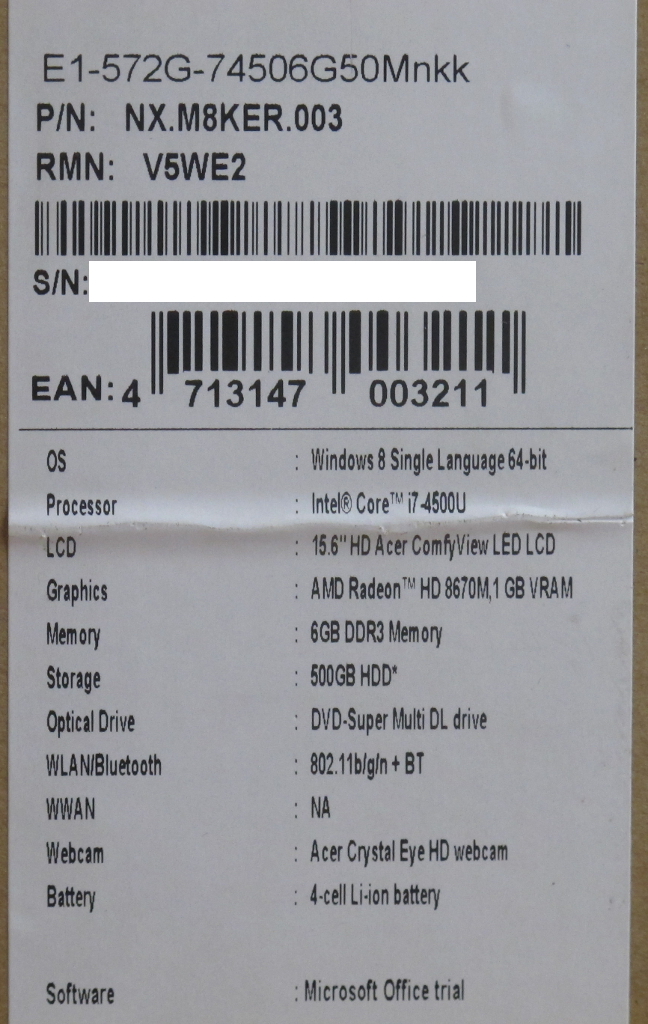 E1-572G-74506G50Mnkk
P/N: NX.M8KER.003
RMN: V5WE2
S/N:
EAN: 4 713147 003211
OS : Windows 8 Single Language 64-bit
Processor : Intel® Core™ i7-4500U
LCD : 15.6" HD Acer ComfyView LED LCD
Graphics : AMD Radeon™ HD 8670M,1 GB VRAM
Memory : 6GB DDR3 Memory
Storage : 500GB HDD*
Optical Drive : DVD-Super Multi DL drive
WLAN/Bluetooth : 802.11b/g/n + BT
WWAN : NA
Webcam : Acer Crystal Eye HD webcam
Battery : 4-cell Li-ion battery
Software : Microsoft Office trial